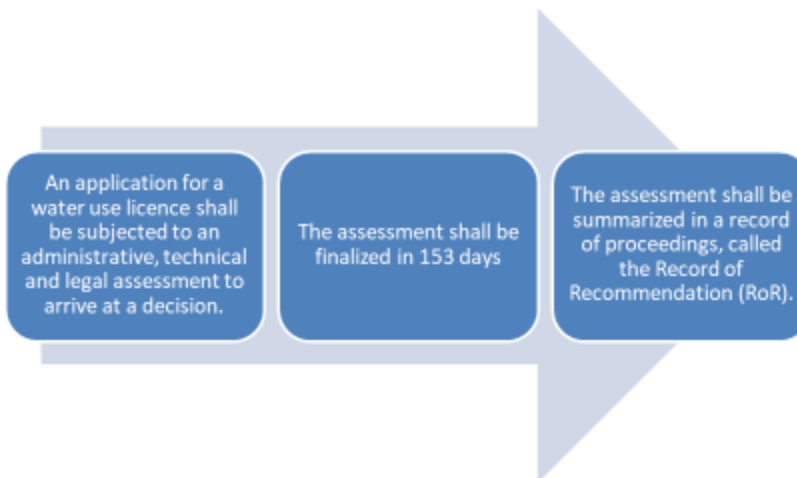 An application for a
water use licence shall
be subjected to an
administrative, technical
and legal assessment to
arrive at a decision.
The assessment shall be
finalized in 153 days
The assessment shall be
summarized in a record
of proceedings, called
the Record of
Recommendation (RoR).